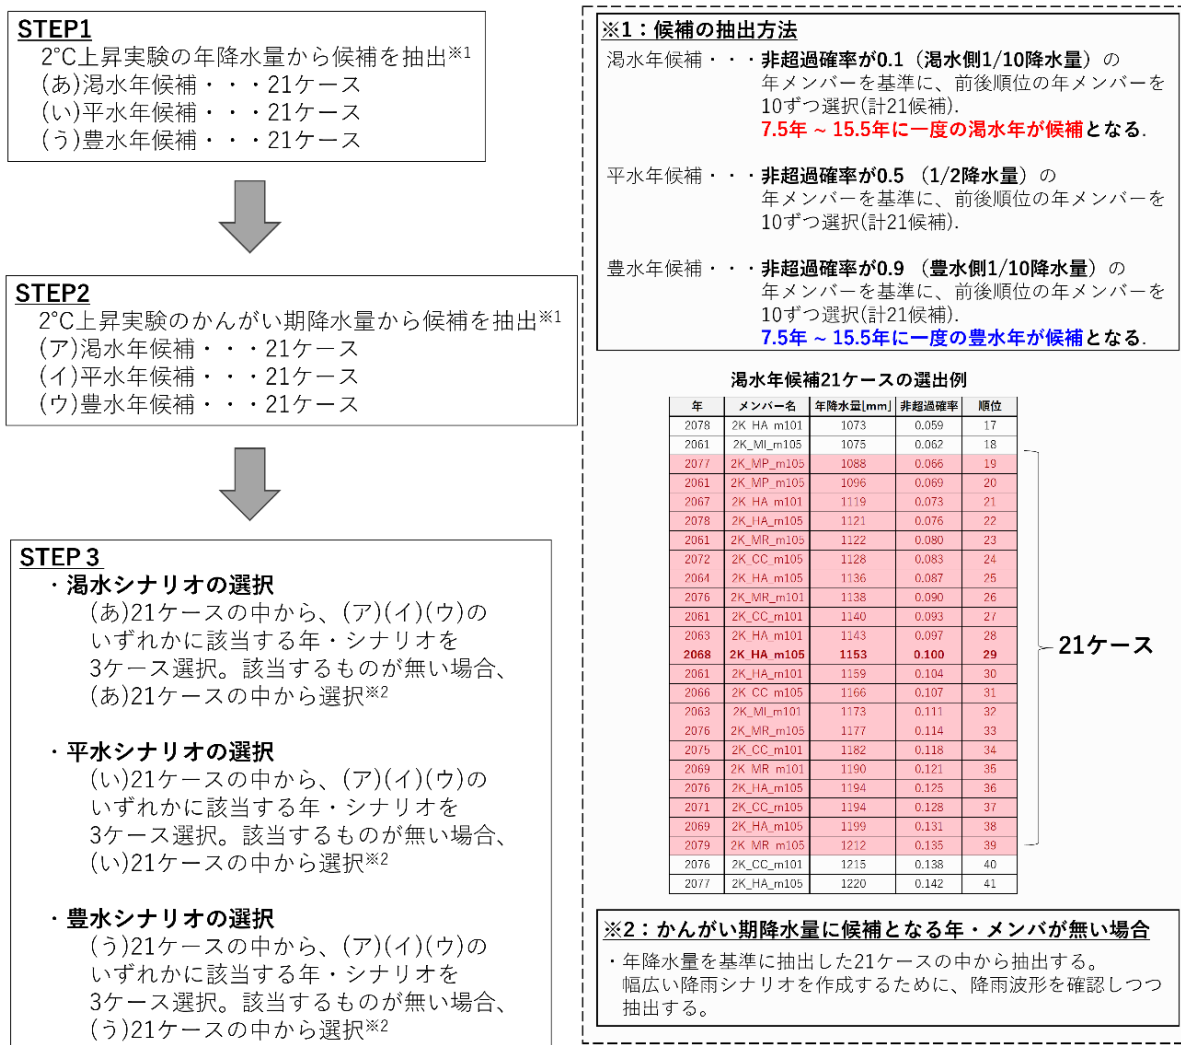 STEP1
2°C上昇実験の年降水量から候補を抽出※1
(あ)渇水年候補・・・21ケース
(い)平水年候補・・・21ケース
(う)豊水年候補・・・21ケース
STEP2
2°C上昇実験のかんがい期降水量から候補を抽出※1
(ア)渇水年候補・・・21ケース
(イ)平水年候補・・・21ケース
(ウ)豊水年候補・・・21ケース
STEP３
・渇水シナリオの選択
(あ)21ケースの中から、(ア)(イ)(ウ)の
いずれかに該当する年・シナリオを
3ケース選択。該当するものが無い場合、
(あ)21ケースの中から選択※2
・平水シナリオの選択
(い)21ケースの中から、(ア)(イ)(ウ)の
いずれかに該当する年・シナリオを
3ケース選択。該当するものが無い場合、
(い)21ケースの中から選択※2
・豊水シナリオの選択
(う)21ケースの中から、(ア)(イ)(ウ)の
いずれかに該当する年・シナリオを
3ケース選択。該当するものが無い場合、
(う)21ケースの中から選択※2
※1：候補の抽出方法
渇水年候補・・・非超過確率が0.1（渇水側1/10降水量）の
年メンバーを基準に、前後順位の年メンバーを
10ずつ選択(計21候補).
7.5年 ~ 15.5年に一度の渇水年が候補となる.
平水年候補・・・非超過確率が0.5 （1/2降水量）の
年メンバーを基準に、前後順位の年メンバーを
10ずつ選択(計21候補).
豊水年候補・・・非超過確率が0.9 （豊水側1/10降水量）の
年メンバーを基準に、前後順位の年メンバーを
10ずつ選択(計21候補).
7.5年 ~ 15.5年に一度の豊水年が候補となる.
渇水年候補21ケースの選出例
年 メンバー名 年降水量[mm] 非超過確率 順位
2078 2K_HA_m101 1073 0.059 17
2061 2K_MI_m105 1075 0.062 18
2077 2K_MP_m105 1088 0.066 19
2061 2K_MP_m105 1096 0.069 20
2067 2K_HA_m101 1119 0.073 21
2078 2K_HA_m105 1121 0.076 22
2061 2K_MR_m105 1122 0.080 23
2072 2K_CC_m105 1128 0.083 24
2064 2K_HA_m105 1136 0.087 25
2076 2K_MR_m101 1138 0.090 26
2061 2K_CC_m101 1140 0.093 27
2063 2K_HA_m101 1143 0.097 28
2068 2K_HA_m105 1153 0.100 29
2061 2K_HA_m101 1159 0.104 30
2066 2K_CC_m105 1166 0.107 31
2063 2K_MI_m101 1173 0.111 32
2076 2K_MR_m105 1177 0.114 33
2075 2K_CC_m101 1182 0.118 34
2069 2K_MR_m101 1190 0.121 35
2076 2K_HA_m105 1194 0.125 36
2071 2K_CC_m105 1194 0.128 37
2069 2K_HA_m105 1199 0.131 38
2079 2K_MR_m105 1212 0.135 39
2076 2K_CC_m101 1215 0.138 40
2077 2K_HA_m105 1220 0.142 41
21ケース
※2：かんがい期降水量に候補となる年・メンバが無い場合
・年降水量を基準に抽出した21ケースの中から抽出する。
幅広い降雨シナリオを作成するために、降雨波形を確認しつつ
抽出する。